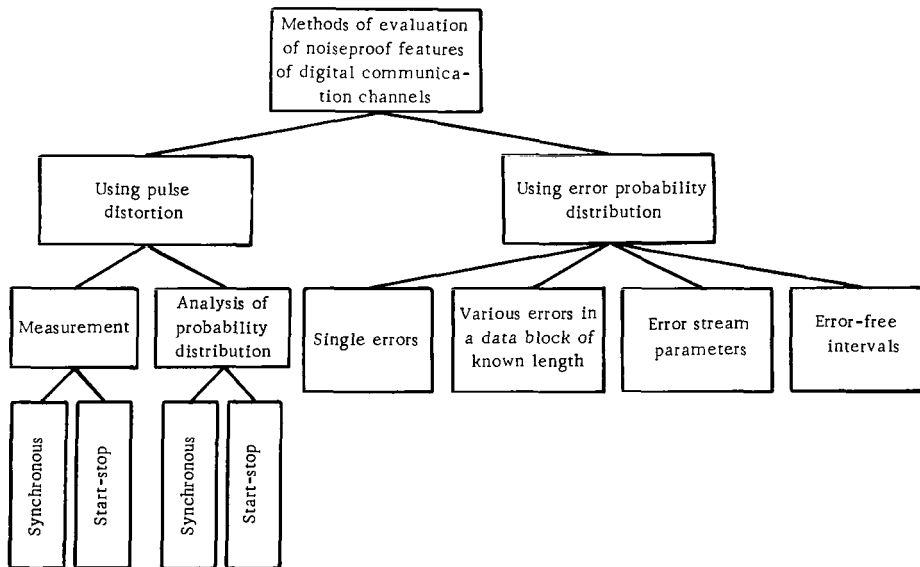 Methods of evaluation
of noiseproof features
of digital communica-
tion channels
Using pulse
distortion
Using error probability
distribution
Measurement
Analysis of
probability
distribution
Single errors
Various errors in
a data block of
known length
Error stream
parameters
Error-free
intervals
Synchronous
Start-stop
Synchronous
Start-stop